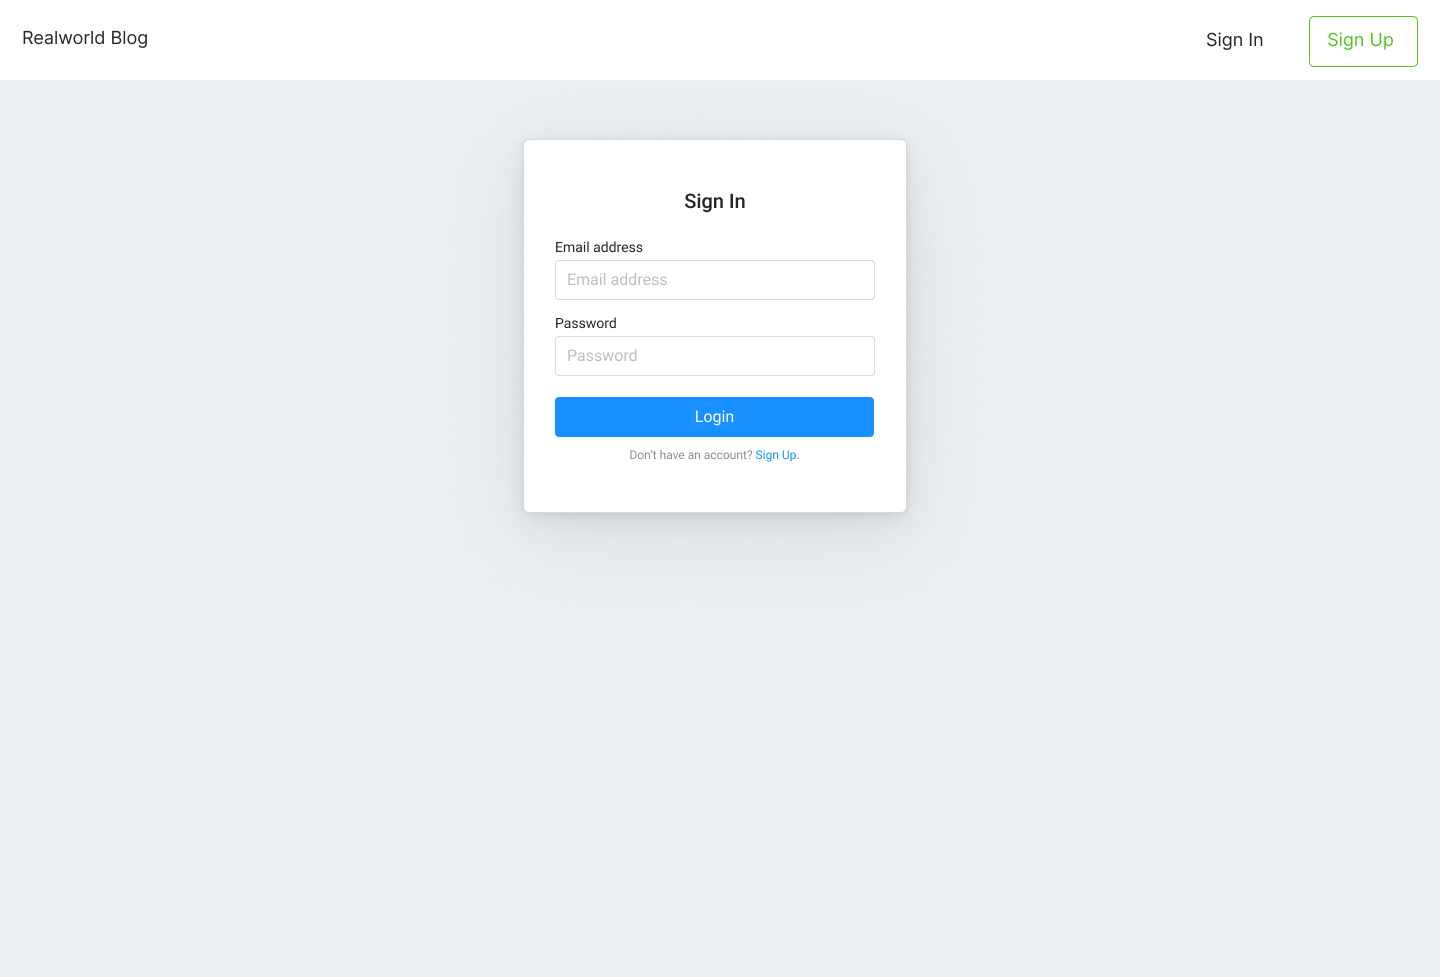 Realworld Blog
Sign In
Sign Up
Sign In
Email address
Email address
Password
Password
Login
Don't have an account? Sign Up.